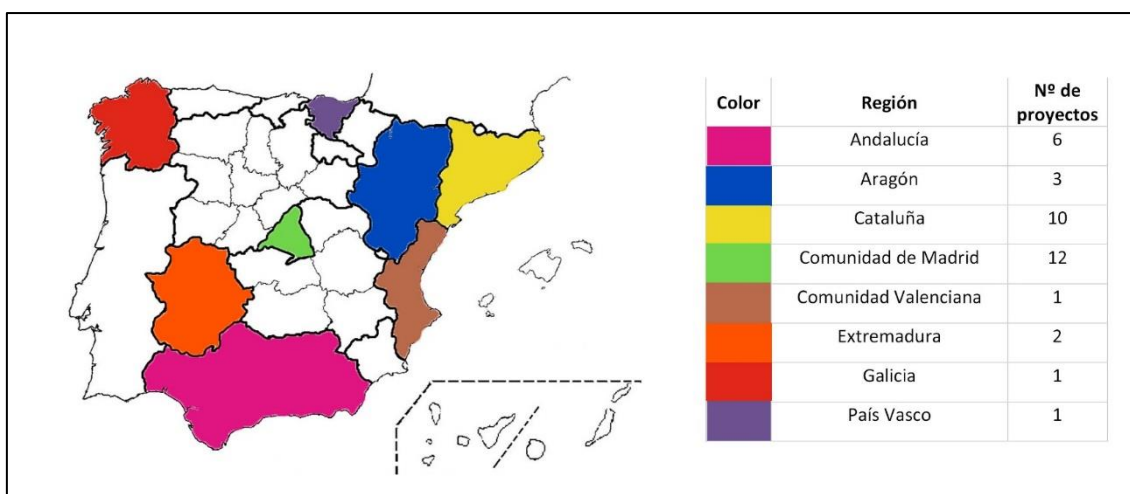 Color Región Nº de proyectos
Andalucía 6
Aragón 3
Cataluña 10
Comunidad de Madrid 12
Comunidad Valenciana 1
Extremadura 2
Galicia 1
País Vasco 1